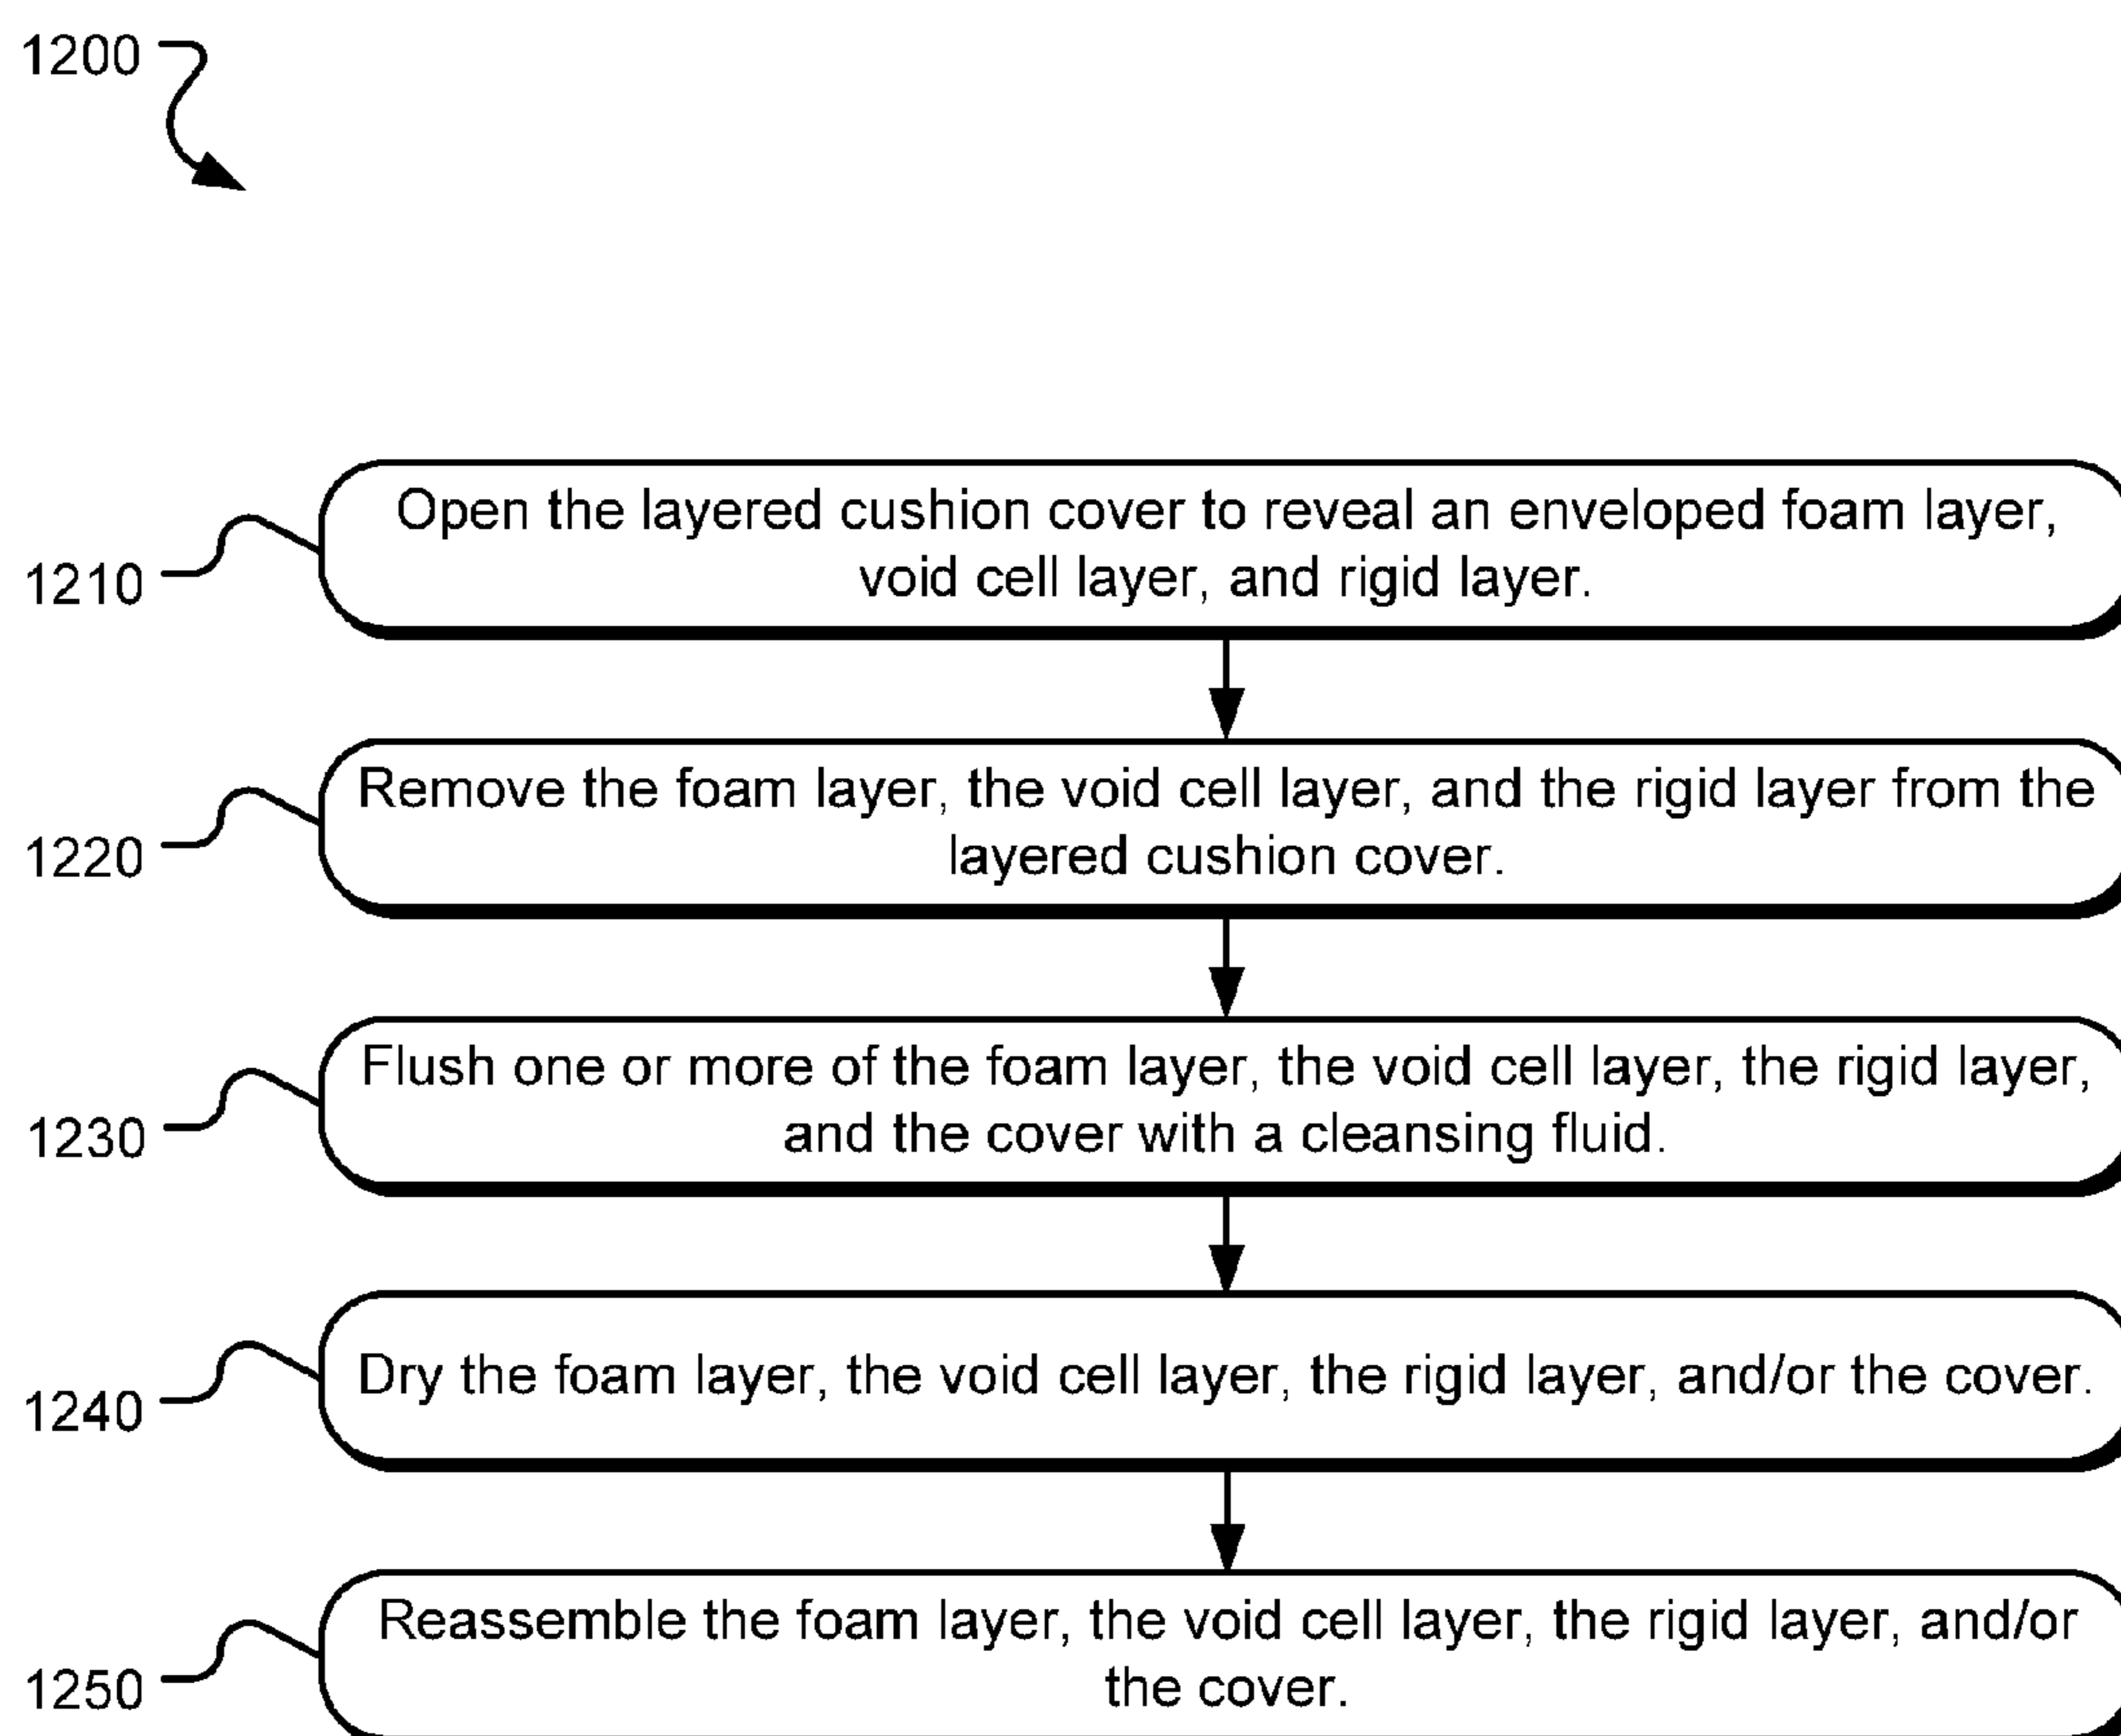 1200
Open the layered cushion cover to reveal an enveloped foam layer,
void cell layer, and rigid layer.
1210
Remove the foam layer, the void cell layer, and the rigid layer from the
layered cushion cover.
1220
Flush one or more of the foam layer, the void cell layer, the rigid layer,
and the cover with a cleansing fluid.
1230
Dry the foam layer, the void cell layer, the rigid layer, and/or the cover.
1240
Reassemble the foam layer, the void cell layer, the rigid layer, and/or
the cover.
1250